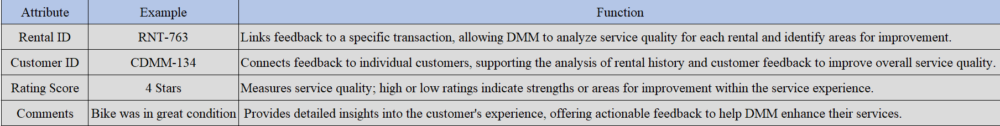 Attribute Example Function
Rental ID RNT-763 Links feedback to a specific transaction, allowing DMM to analyze service quality for each rental and identify areas for improvement.
Customer ID CDMM-134 Connects feedback to individual customers, supporting the analysis of rental history and customer feedback to improve overall service quality.
Rating Score 4 Stars Measures service quality; high or low ratings indicate strengths or areas for improvement within the service experience.
Comments Bike was in great condition Provides detailed insights into the customer's experience, offering actionable feedback to help DMM enhance their services.